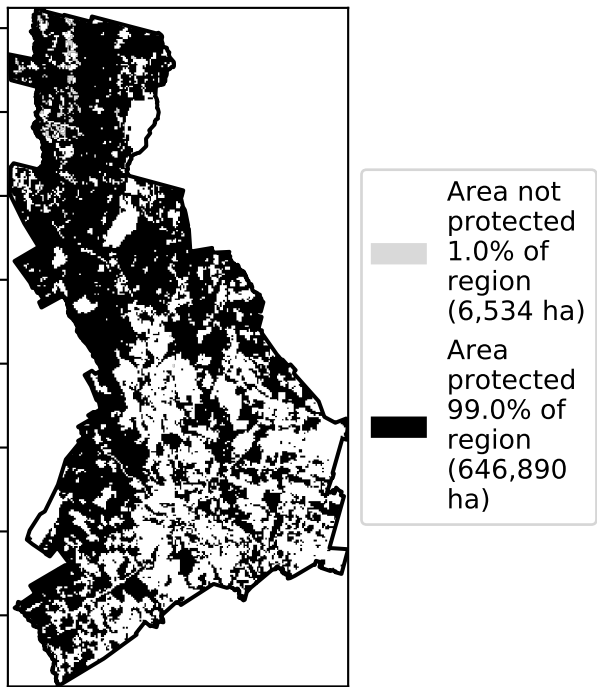 Area not
protected
1.0% of
region
(6,534 ha)
Area
protected
99.0% of
region
(646,890
ha)